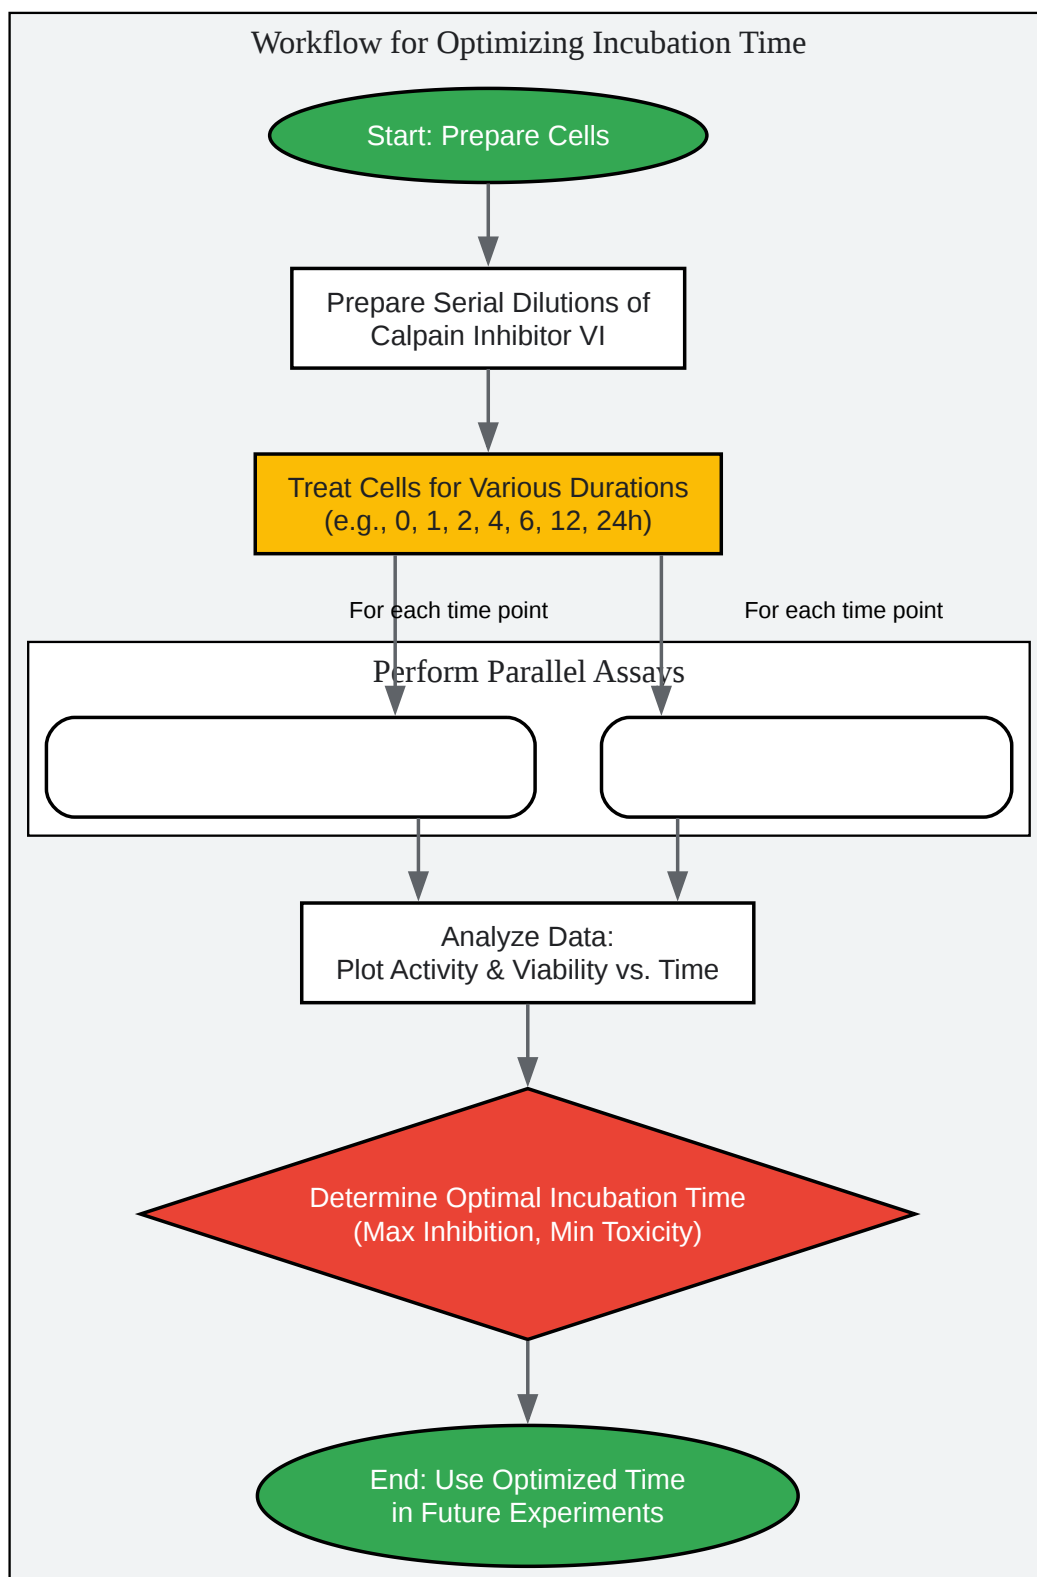 Workflow for Optimizing Incubation Time
Start: Prepare Cells
Prepare Serial Dilutions of
Calpain Inhibitor VI
Treat Cells for Various Durations
(e.g., 0, 1, 2, 4, 6, 12, 24h)
For each time point
For each time point
Perform Parallel Assays
Analyze Data:
Plot Activity & Viability vs. Time
Determine Optimal Incubation Time
(Max Inhibition, Min Toxicity)
End: Use Optimized Time
in Future Experiments